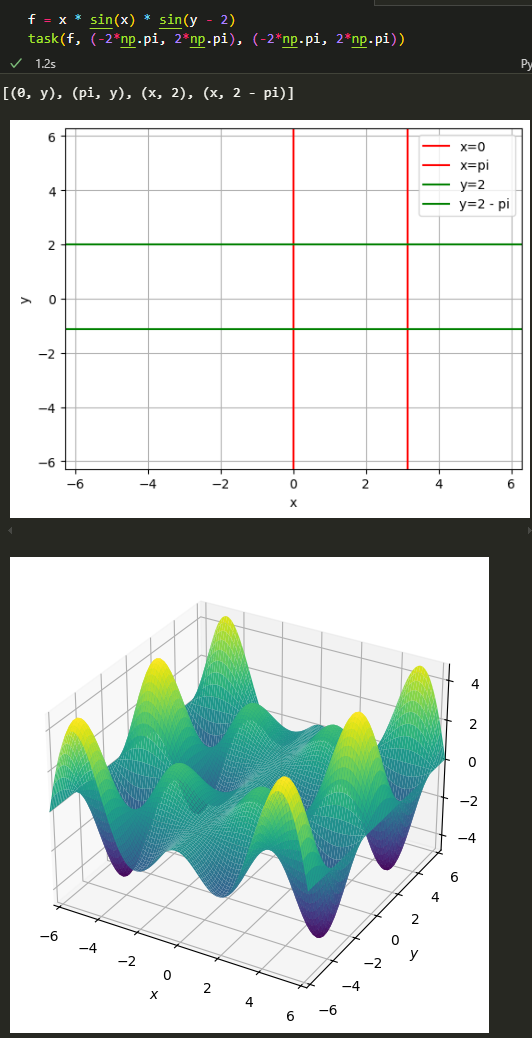 f = x * sin(x) * sin(y - 2)
task(f, (-2*np.pi, 2*np.pi), (-2*np.pi, 2*np.pi))
1.2s
Py
[(0, y), (pi, y), (x, 2), (x, 2 - pi)]
x=0
x=pi
y=2
y=2 - pi
6
4
2
0
−2
−4
−6
y
−6 −4 −2 0 2 4 6
x
4
2
0
−2
−4
−6 −4 −2 0 2 4 6
x
6
4
2
0
−2
−4
−6
y